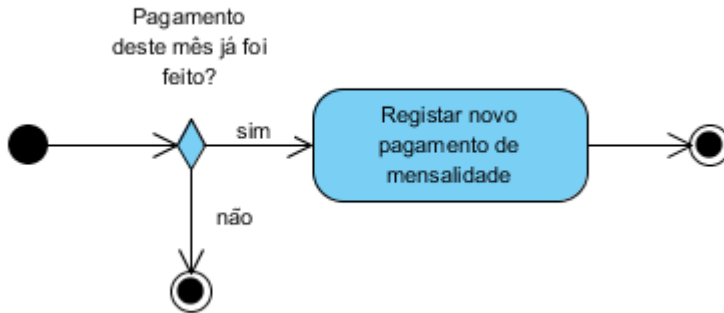 Pagamento
deste mês já foi
feito?
sim
Registar novo
pagamento de
mensalidade
não